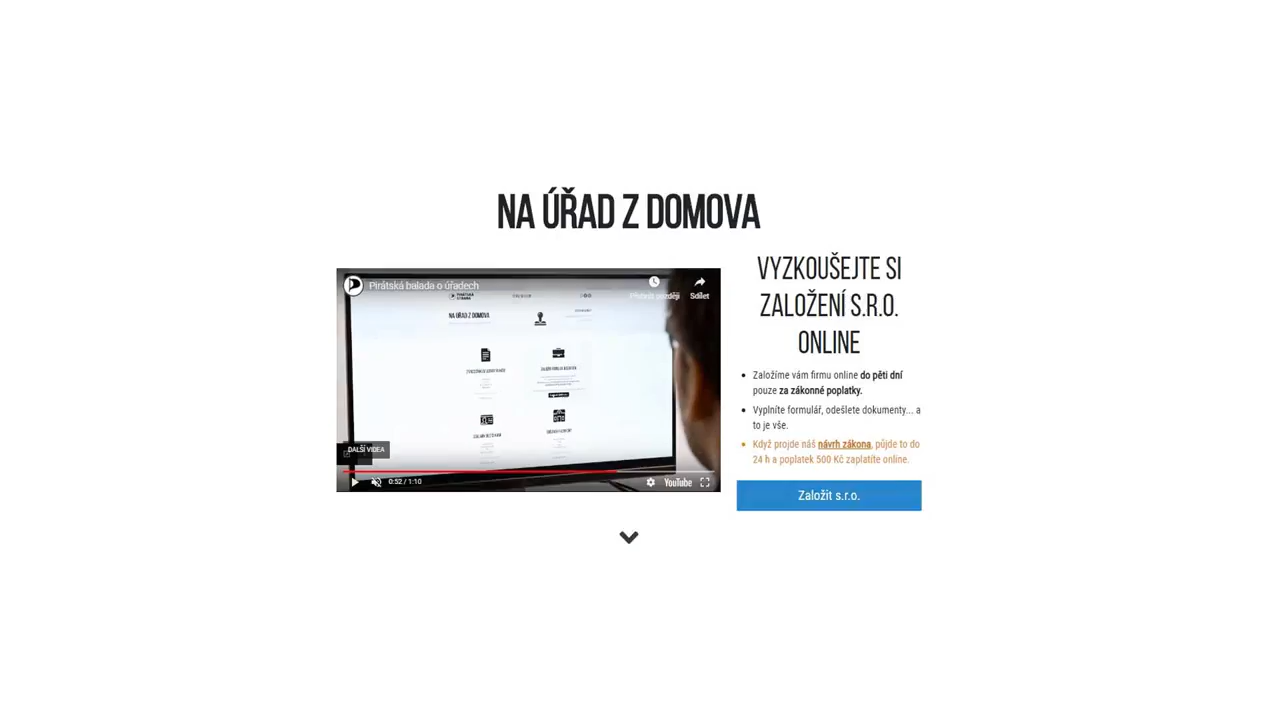 NA ÚŘAD Z DOMOVA
Pirátská balada o úřadech
Přehrát později
Sdílet
PIRÁTSKÁ
STRANA
NA ÚŘAD Z DOMOVA
DALŠÍ VIDEA
0:52 / 1:10
YouTube
VYZKOUŠEJTE SI
ZALOŽENÍ S.R.O.
ONLINE
Založíme vám firmu online do pěti dní
pouze za zákonné poplatky.
Vyplníte formulář, odešlete dokumenty... a
to je vše.
Když projde náš návrh zákona, půjde to do
24 h a poplatek 500 Kč zaplatíte online.
Založit s.r.o.